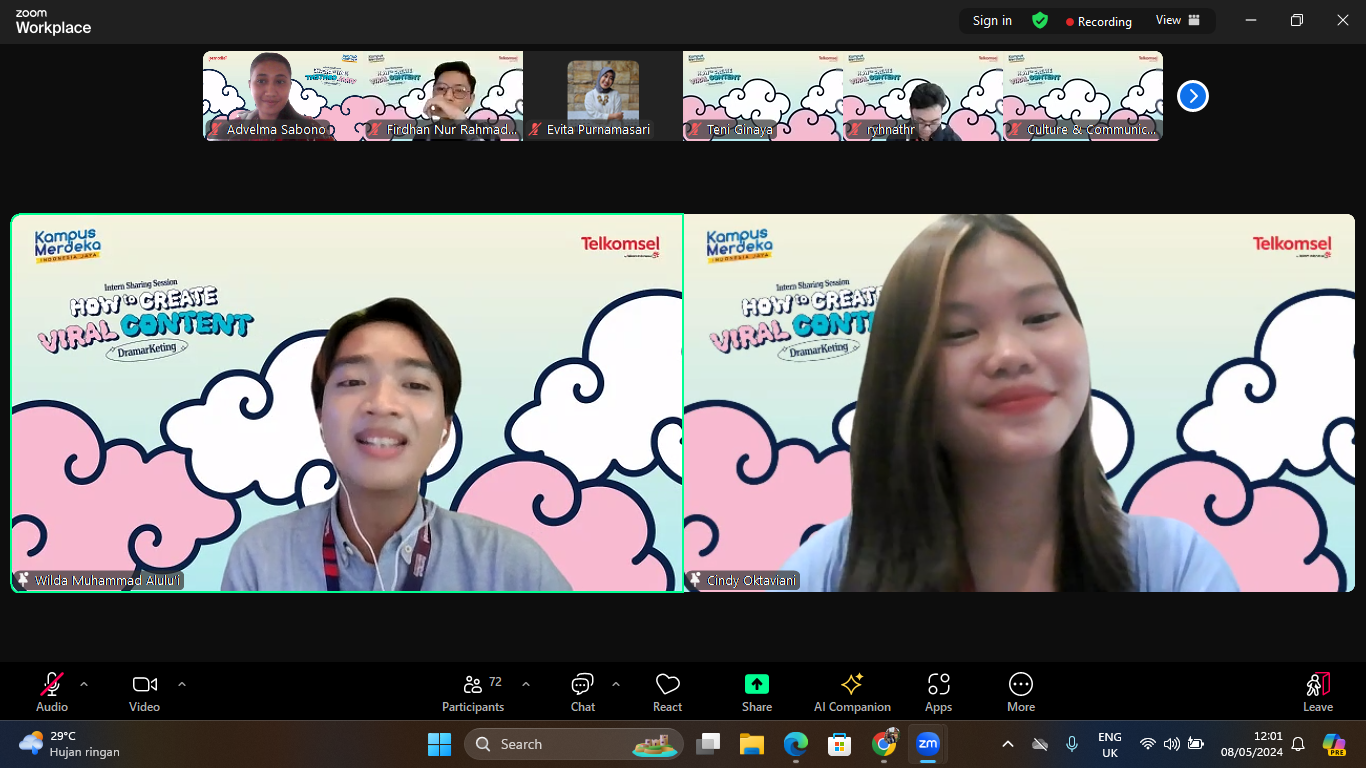 zoom
Workplace
Sign in
Recording
View
Advelma Sabono
Firdhan Nur Rahmad...
Evita Purnamasari
Teni Ginaya
ryhnathr
Culture & Communic...
Kampus
Merdeka
INDONESIA JAYA
Telkomsel
Intern Sharing Session
HOW to CREATE
VIRAL CONTENT
DramarKeting
Wilda Muhammad Alulu'i
Kampus
Merdeka
INDONESIA JAYA
Telkomsel
Intern Sharing Session
HOW to CREATE
VIRAL
DramarKeting
Cindy Oktaviani
Audio
Video
72
Participants
Chat
React
Share
AI Companion
Apps
More
Leave
29°C
Hujan ringan
Search
zm
ENG
UK
12:01
08/05/2024
PRE